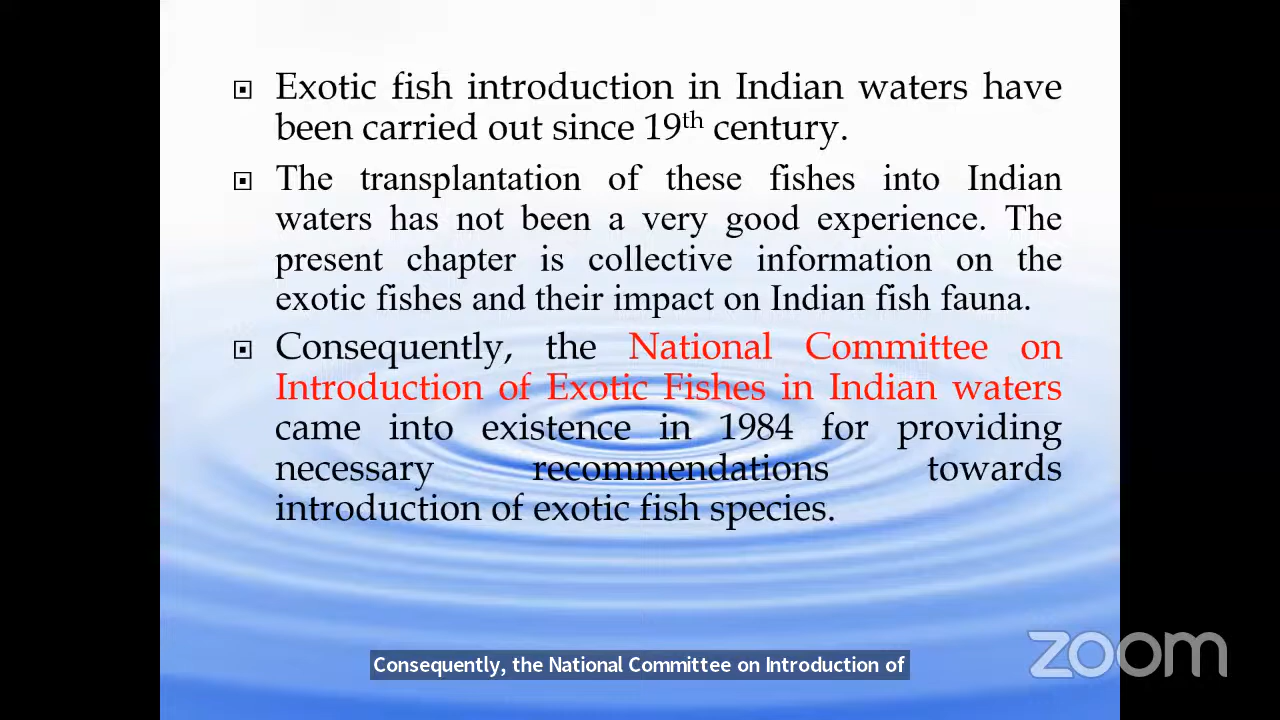 Exotic fish introduction in Indian waters have
been carried out since 19th century.
The transplantation of these fishes into Indian
waters has not been a very good experience. The
present chapter is collective information on the
exotic fishes and their impact on Indian fish fauna.
Consequently, the National Committee on
Introduction of Exotic Fishes in Indian waters
came into existence in 1984 for providing
necessary recommendations towards
introduction of exotic fish species.
zoom
Consequently, the National Committee on Introduction of